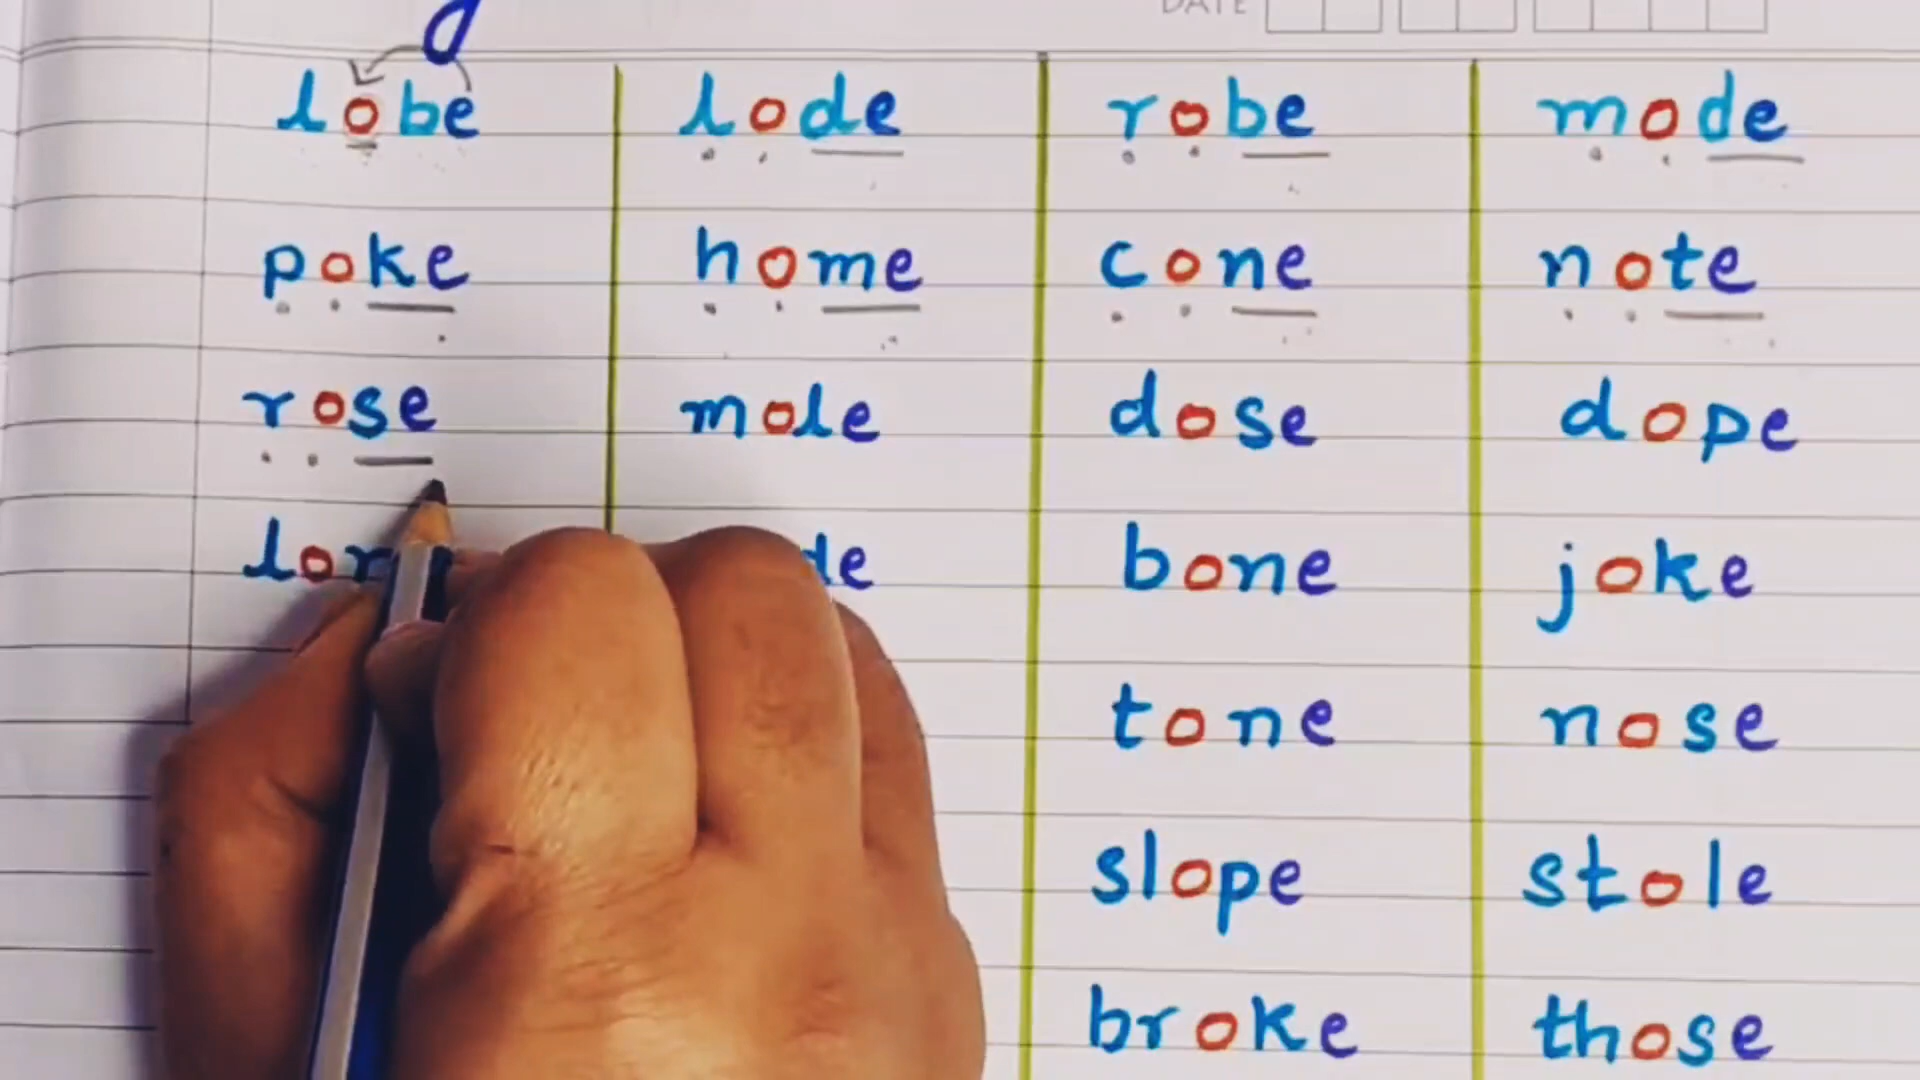 DATE
lobe lode robe mode
poke home cone note
rose mole dose dope
bone joke
tone nose
slope stole
broke those